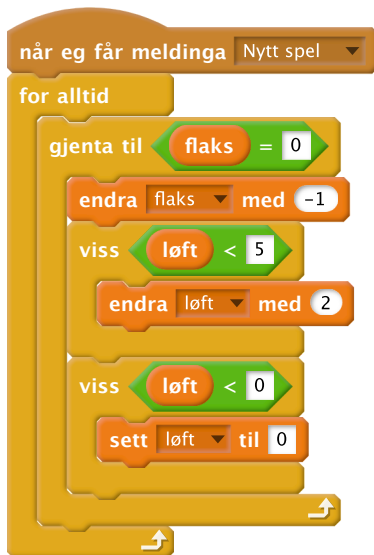 når eg får meldinga Nytt spel
for alltid
gjenta til flaks = 0
endra flaks med -1
viss løft < 5
endra løft med 2
viss løft < 0
sett løft til 0